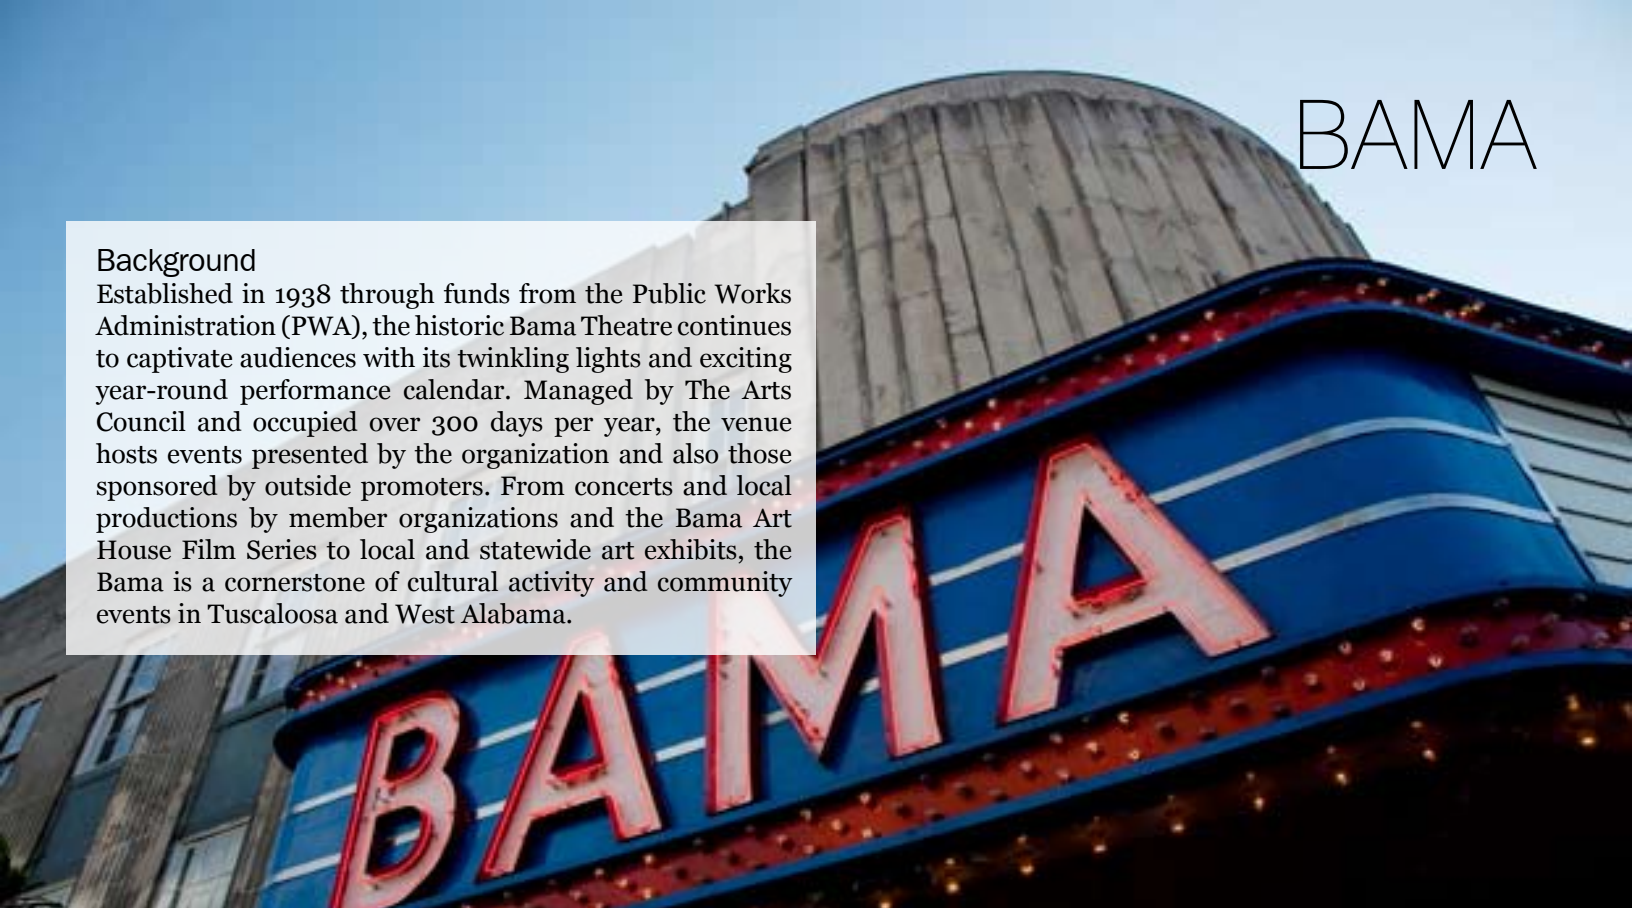 BAMA
Background
Established in 1938 through funds from the Public Works
Administration (PWA), the historic Bama Theatre continues
to captivate audiences with its twinkling lights and exciting
year-round performance calendar. Managed by The Arts
Council and occupied over 300 days per year, the venue
hosts events presented by the organization and also those
sponsored by outside promoters. From concerts and local
productions by member organizations and the Bama Art
House Film Series to local and statewide art exhibits, the
Bama is a cornerstone of cultural activity and community
events in Tuscaloosa and West Alabama.
BAMA